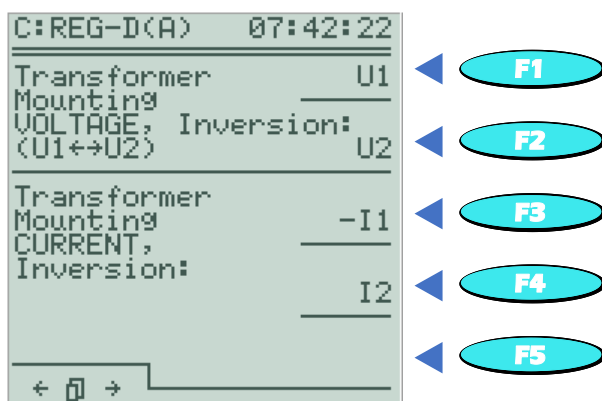 C:REG-D(A) 07:42:22
Transformer U1
Mounting
VOLTAGE, Inversion:
(U1↔U2) U2
Transformer
Mounting -I1
CURRENT,
Inversion:
I2
← →
F1
F2
F3
F4
F5